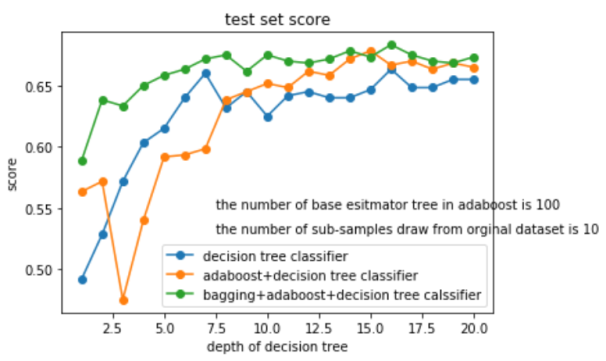 test set score
score
0.65
0.60
0.55
0.50
the number of base esitmator tree in adaboost is 100
the number of sub-samples draw from orginal dataset is 10
decision tree classifier
adaboost+decision tree classifier
bagging+adaboost+decision tree calssifier
2.5 5.0 7.5 10.0 12.5 15.0 17.5 20.0
depth of decision tree